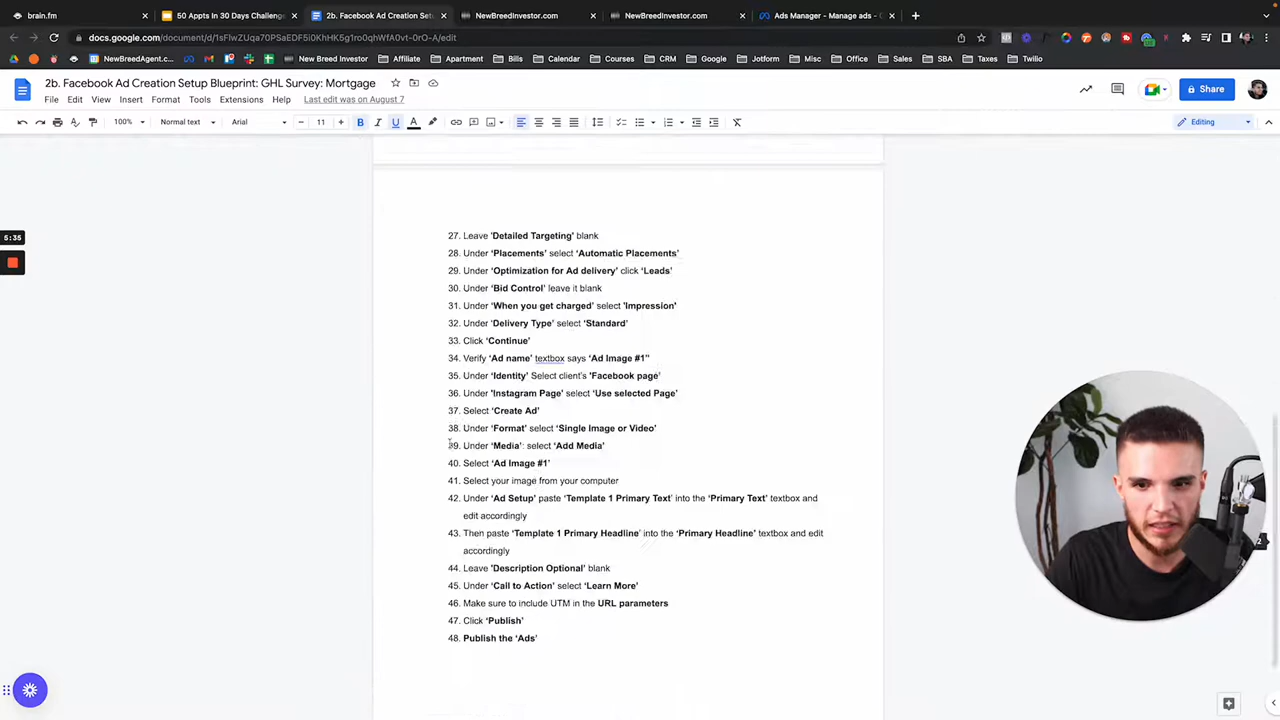 brain.fm
50 Appts In 30 Days Challenge
2b. Facebook Ad Creation Setu
NewBreedInvestor.com
NewBreedInvestor.com
Ads Manager - Manage ads - C
docs.google.com/document/d/1sFIwZUqa70PSaEDF5i0KhHK5g1ro0qhWfA0vt-0rO-A/edit
NewBreedAgent.c...
New Breed Investor
Affiliate
Apartment
Bills
Calendar
Courses
CRM
Google
Jotform
Misc
Office
Sales
SBA
Taxes
Twilio
2b. Facebook Ad Creation Setup Blueprint: GHL Survey: Mortgage
File Edit View Insert Format Tools Extensions Help Last edit was on August 7
Share
100% Normal text Arial 11 Editing
5:35
27. Leave 'Detailed Targeting' blank
28. Under 'Placements' select 'Automatic Placements'
29. Under 'Optimization for Ad delivery' click 'Leads'
30. Under 'Bid Control' leave it blank
31. Under 'When you get charged' select 'Impression'
32. Under 'Delivery Type' select 'Standard'
33. Click 'Continue'
34. Verify 'Ad name' textbox says 'Ad Image #1"
35. Under 'Identity' Select client's 'Facebook page'
36. Under 'Instagram Page' select 'Use selected Page'
37. Select 'Create Ad'
38. Under 'Format' select 'Single Image or Video'
39. Under 'Media': select 'Add Media'
40. Select 'Ad Image #1'
41. Select your image from your computer
42. Under 'Ad Setup' paste 'Template 1 Primary Text' into the 'Primary Text' textbox and
edit accordingly
43. Then paste 'Template 1 Primary Headline' into the 'Primary Headline' textbox and edit
accordingly
44. Leave 'Description Optional' blank
45. Under 'Call to Action' select 'Learn More'
46. Make sure to include UTM in the URL parameters
47. Click 'Publish'
48. Publish the 'Ads'